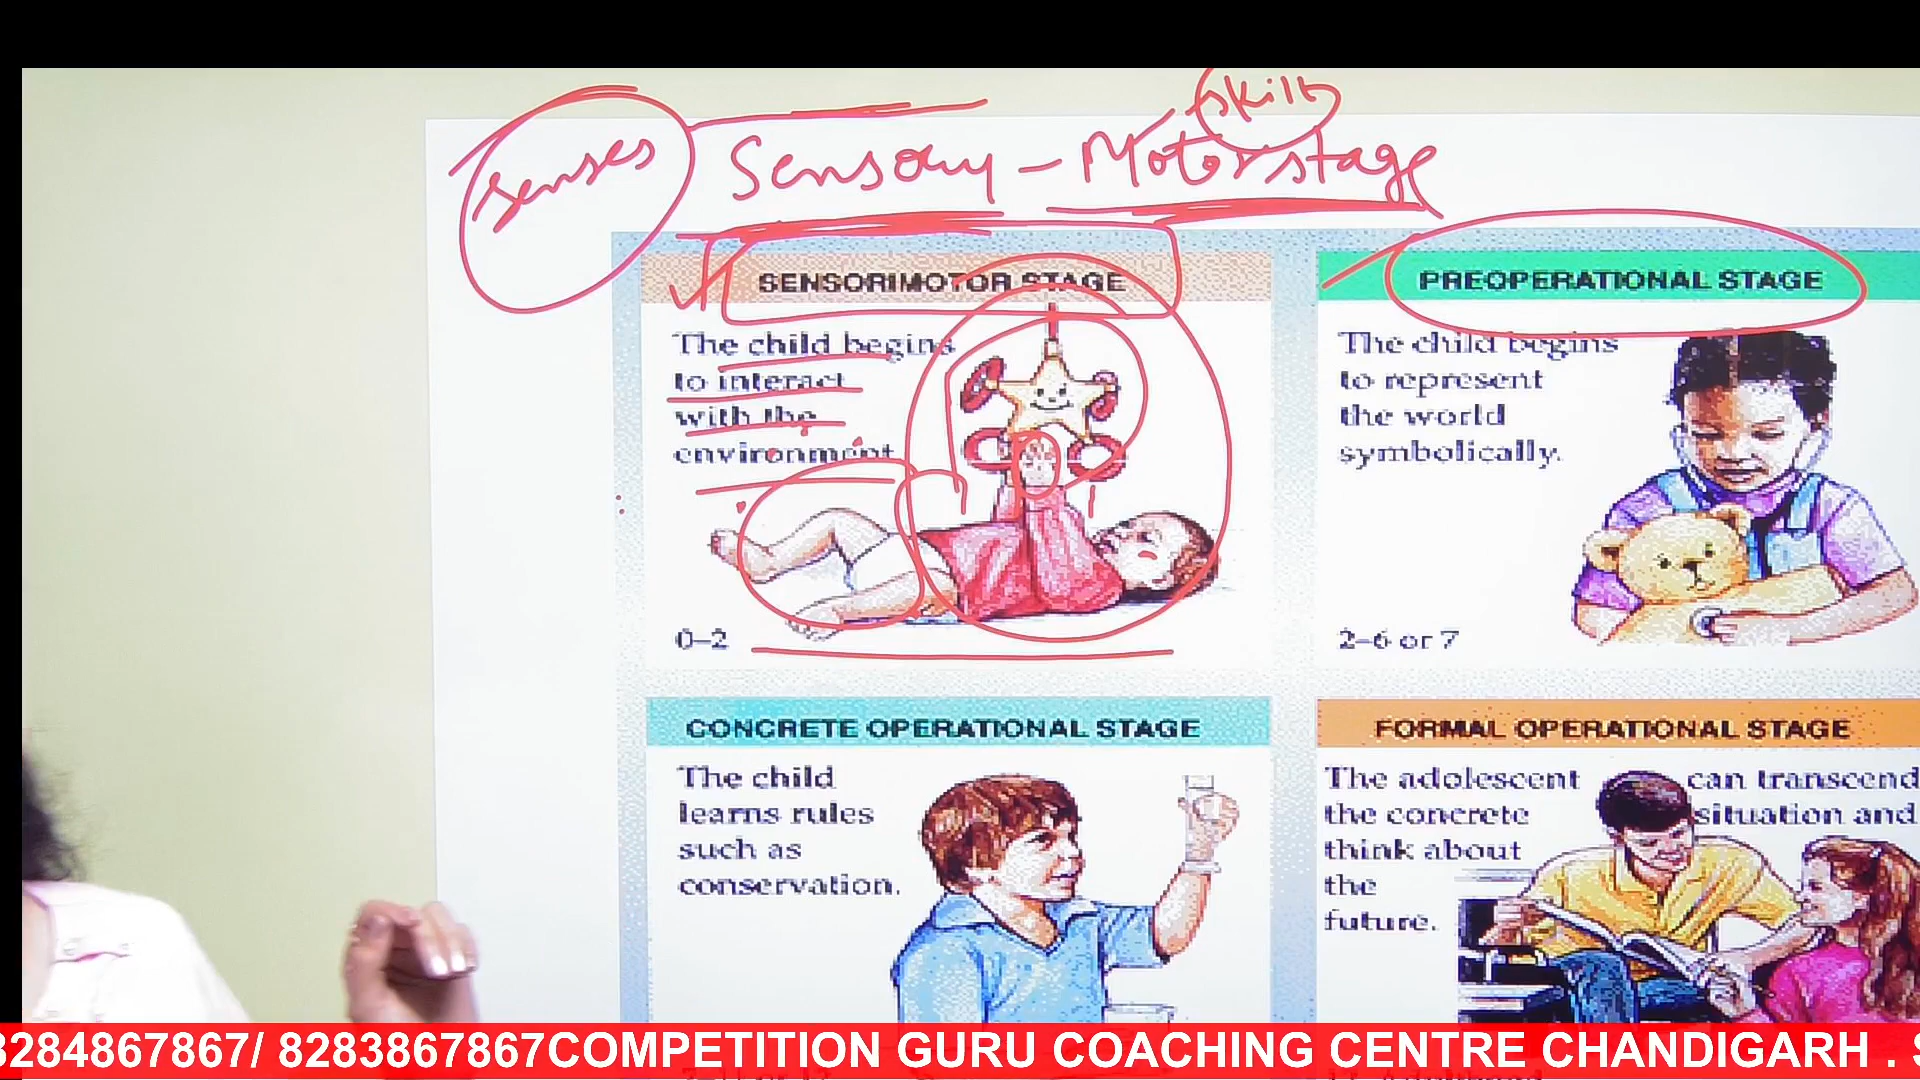 senses
Sensory - Motor stage
(skill)
SENSORIMOTOR STAGE
The child begins
to interact
with the
environment
0–2
PREOPERATIONAL STAGE
The child begins
to represent
the world
symbolically.
2–6 or 7
CONCRETE OPERATIONAL STAGE
The child
learns rules
such as
conservation.
FORMAL OPERATIONAL STAGE
The adolescent can transcend
the concrete situation and
think about
the
future.
8284867867/ 8283867867COMPETITION GURU COACHING CENTRE CHANDIGARH . S